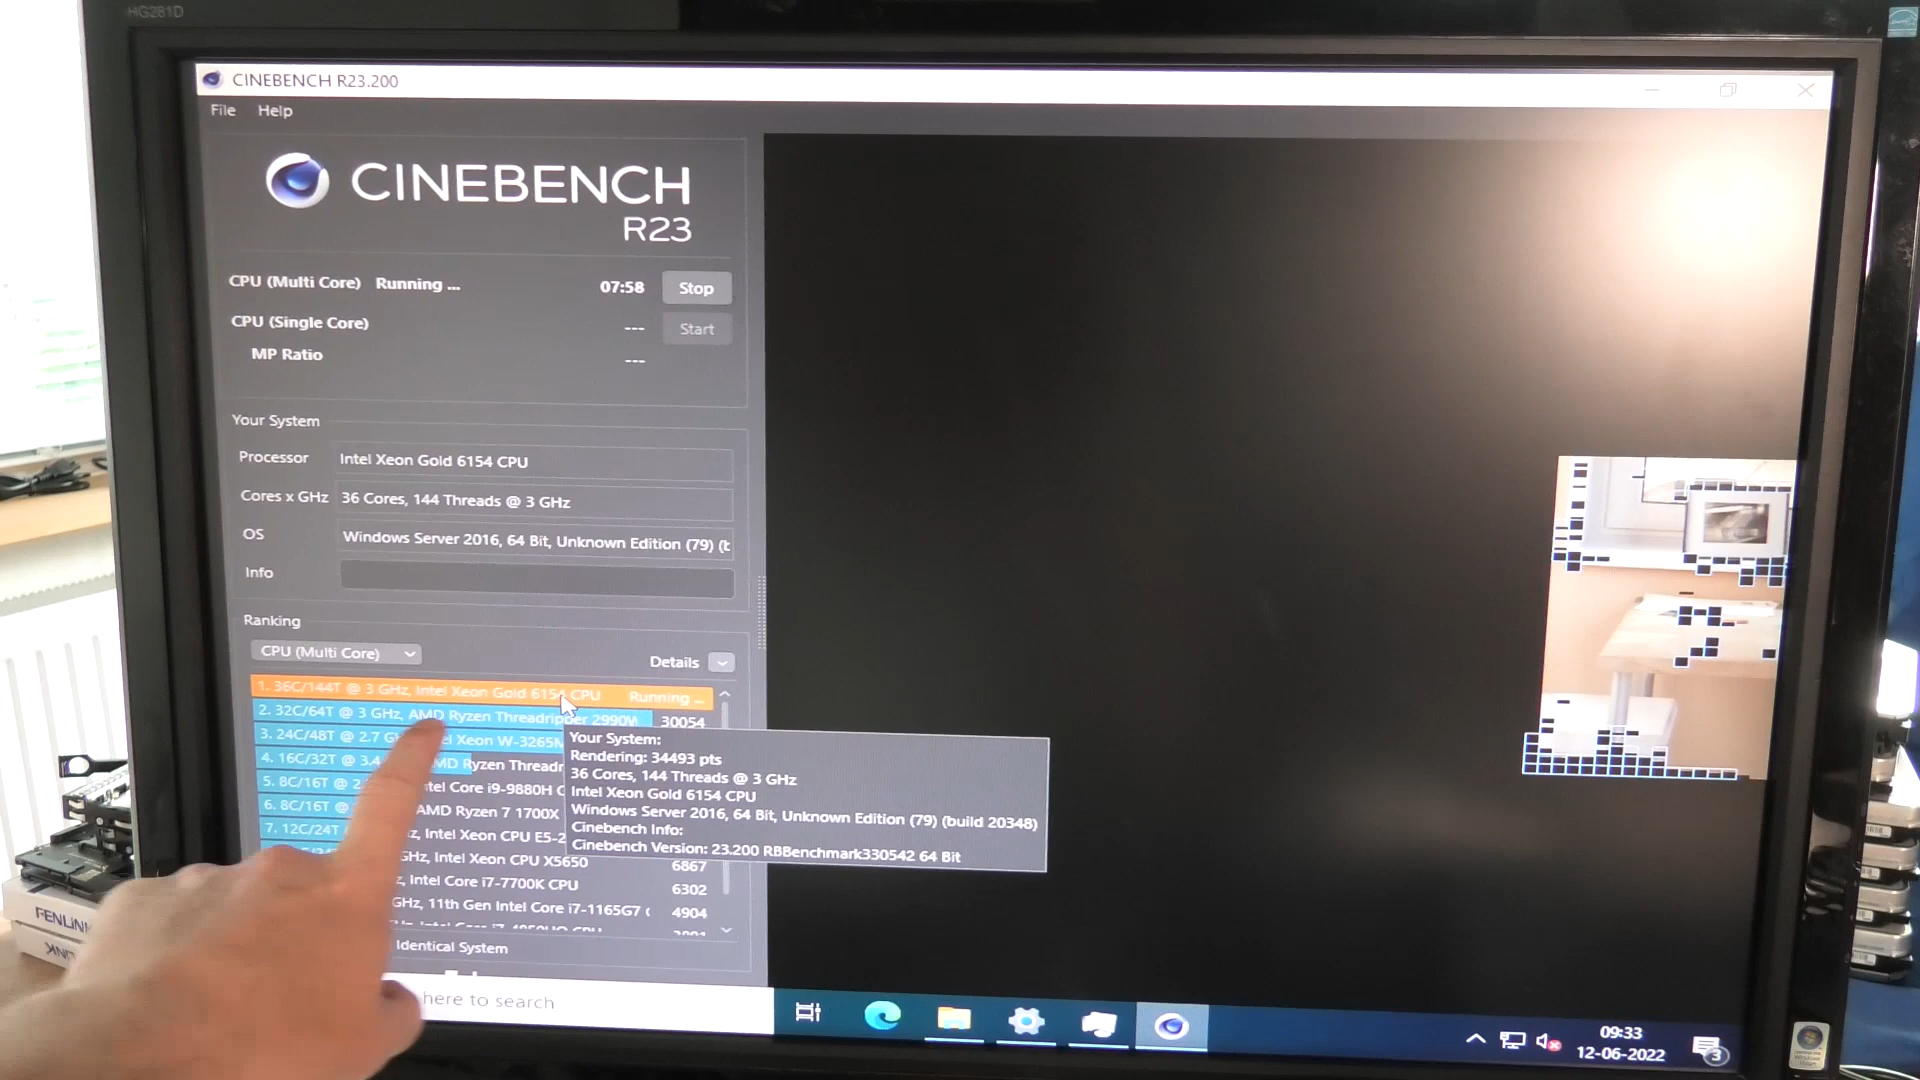 HG281D
CINEBENCH R23.200
File Help
CINEBENCH
R23
CPU (Multi Core) Running ... 07:58 Stop
CPU (Single Core) --- Start
MP Ratio ---
Your System
Processor Intel Xeon Gold 6154 CPU
Cores x GHz 36 Cores, 144 Threads @ 3 GHz
OS Windows Server 2016, 64 Bit, Unknown Edition (79) (b
Info
Ranking
CPU (Multi Core) Details
1. 36C/144T @ 3 GHz, Intel Xeon Gold 6154 CPU Running ...
2. 32C/64T @ 3 GHz, AMD Ryzen Threadripper 2990W 30054
3. 24C/48T @ 2.7 Xeon W-3265M
4. 16C/32T @ 3.4 Ryzen Threadr
5. 8C/16T @ Core i9-9880H
6. 8C/16T @ AMD Ryzen 7 1700X
7. 12C/24T Intel Xeon CPU E5-2
GHz, Intel Xeon CPU X5650 6867
Intel Core i7-7700K CPU 6302
GHz, 11th Gen Intel Core i7-1165G7 4904
Identical System
Your System:
Rendering: 34493 pts
36 Cores, 144 Threads @ 3 GHz
Intel Xeon Gold 6154 CPU
Windows Server 2016, 64 Bit, Unknown Edition (79) (build 20348)
Cinebench Info:
Cinebench Version: 23.200 RBBenchmark330542 64 Bit
here to search
09:33
12-06-2022
3